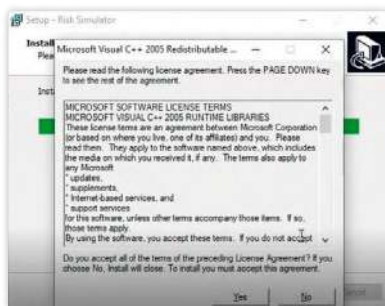 Setup - Risk Simulator
Install
Plea
Inst
Microsoft Visual C++ 2005 Redistributable ...
Please read the following license agreement. Press the PAGE DOWN key
to see the rest of the agreement.
MICROSOFT SOFTWARE LICENSE TERMS
MICROSOFT VISUAL C++ 2005 RUNTIME LIBRARIES
These license terms are an agreement between Microsoft Corporation
(or based on where you live, one of its affiliates) and you. Please
read them. They apply to the software named above, which includes
the media on which you received it, if any. The terms also apply to
any Microsoft
* updates,
* supplements,
* Internet-based services, and
* support services
for this software, unless other terms accompany those items. If so,
those terms apply.
By using the software, you accept these terms. If you do not accept
Do you accept all of the terms of the preceding License Agreement? If you
choose No, Install will close. To install you must accept this agreement.
Yes
No